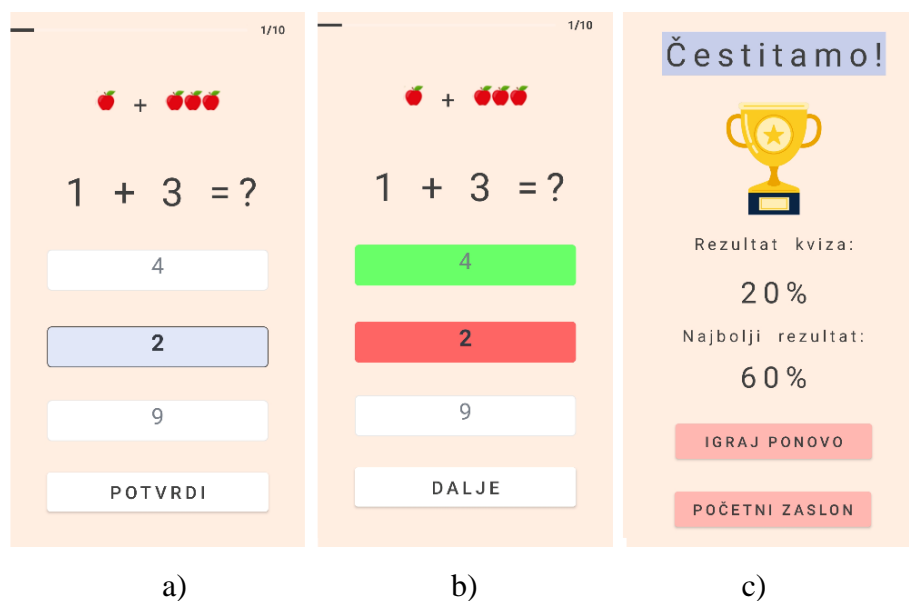 1/10
+
1 + 3 = ?
4
2
9
POTVRDI
1/10
+
1 + 3 = ?
4
2
9
DALJE
Čestitamo!
Rezultat kviza:
20%
Najbolji rezultat:
60%
IGRAJ PONOVO
POČETNI ZASLON
a) b) c)